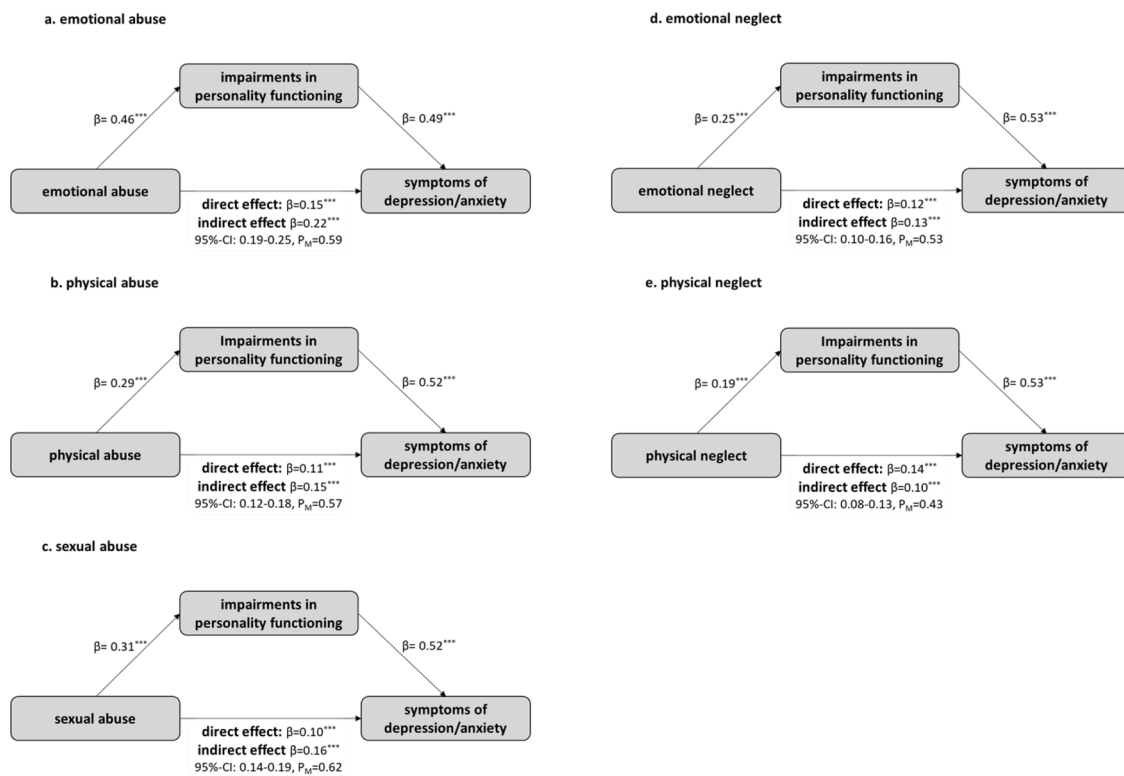 a. emotional abuse
impairments in
personality functioning
β= 0.46***
β= 0.49***
emotional abuse
symptoms of
depression/anxiety
direct effect: β=0.15***
indirect effect β=0.22***
95%-CI: 0.19-0.25, PM=0.59
b. physical abuse
Impairments in
personality functioning
β= 0.29***
β= 0.52***
physical abuse
symptoms of
depression/anxiety
direct effect: β=0.11***
indirect effect β=0.15***
95%-CI: 0.12-0.18, PM=0.57
c. sexual abuse
impairments in
personality functioning
β= 0.31***
β= 0.52***
sexual abuse
symptoms of
depression/anxiety
direct effect: β=0.10***
indirect effect β=0.16***
95%-CI: 0.14-0.19, PM=0.62
d. emotional neglect
impairments in
personality functioning
β= 0.25***
β= 0.53***
emotional neglect
symptoms of
depression/anxiety
direct effect: β=0.12***
indirect effect β=0.13***
95%-CI: 0.10-0.16, PM=0.53
e. physical neglect
Impairments in
personality functioning
β= 0.19***
β= 0.53***
physical neglect
symptoms of
depression/anxiety
direct effect: β=0.14***
indirect effect β=0.10***
95%-CI: 0.08-0.13, PM=0.43